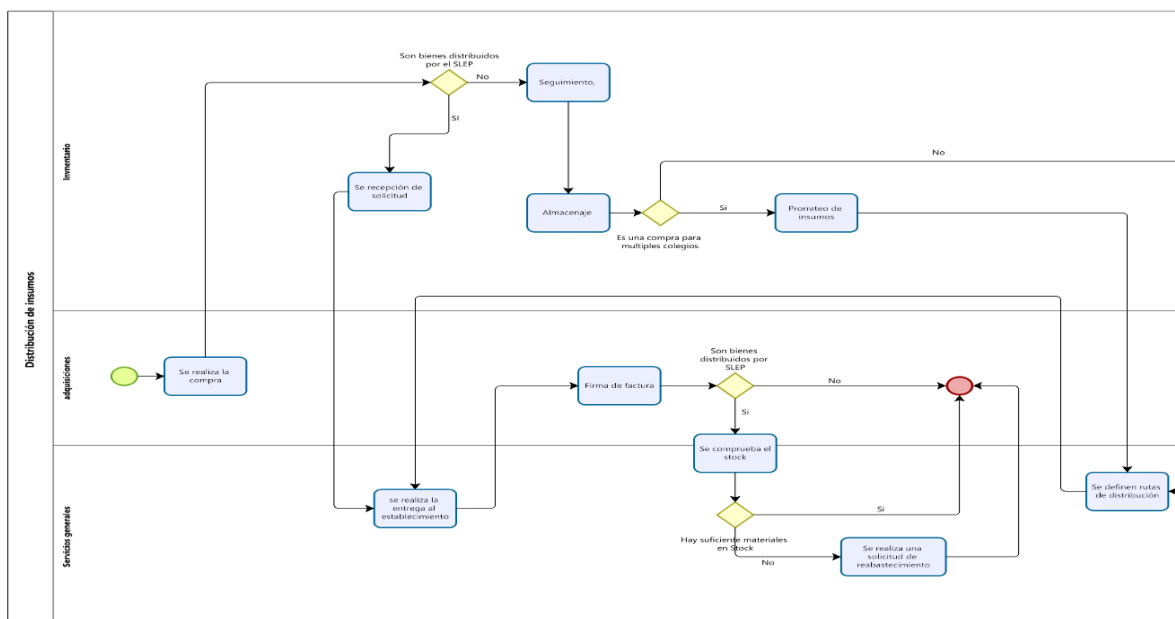 Distribución de insumos
Inventario
Son bienes distribuidos
por el SLEP
No
Seguimiento,
SI
Se recepción de
solicitud
Almacenaje
Es una compra para
multiples colegios
No
Si
Prorrateo de
insumos
adquisiciones
Se realiza la
compra
Firma de factura
Son bienes
distribuidos por
SLEP
No
Si
Servicios generales
se realiza la
entrega al
establecimiento
Se comprueba el
stock
Hay suficiente materiales
en Stock
Si
No
Se realiza una
solicitud de
reabastecimiento
Se definen rutas
de distribución